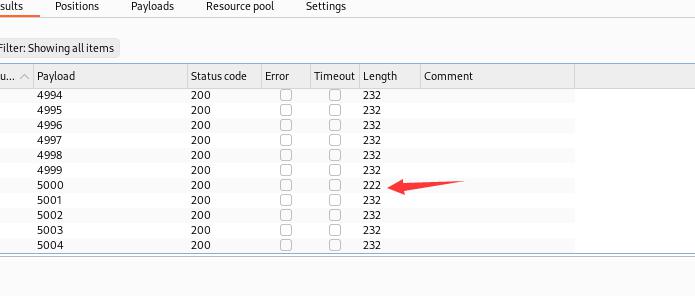 sults Positions Payloads Resource pool Settings
Filter: Showing all items
u... Payload Status code Error Timeout Length Comment
4994 200 232
4995 200 232
4996 200 232
4997 200 232
4998 200 232
4999 200 232
5000 200 222
5001 200 232
5002 200 232
5003 200 232
5004 200 232